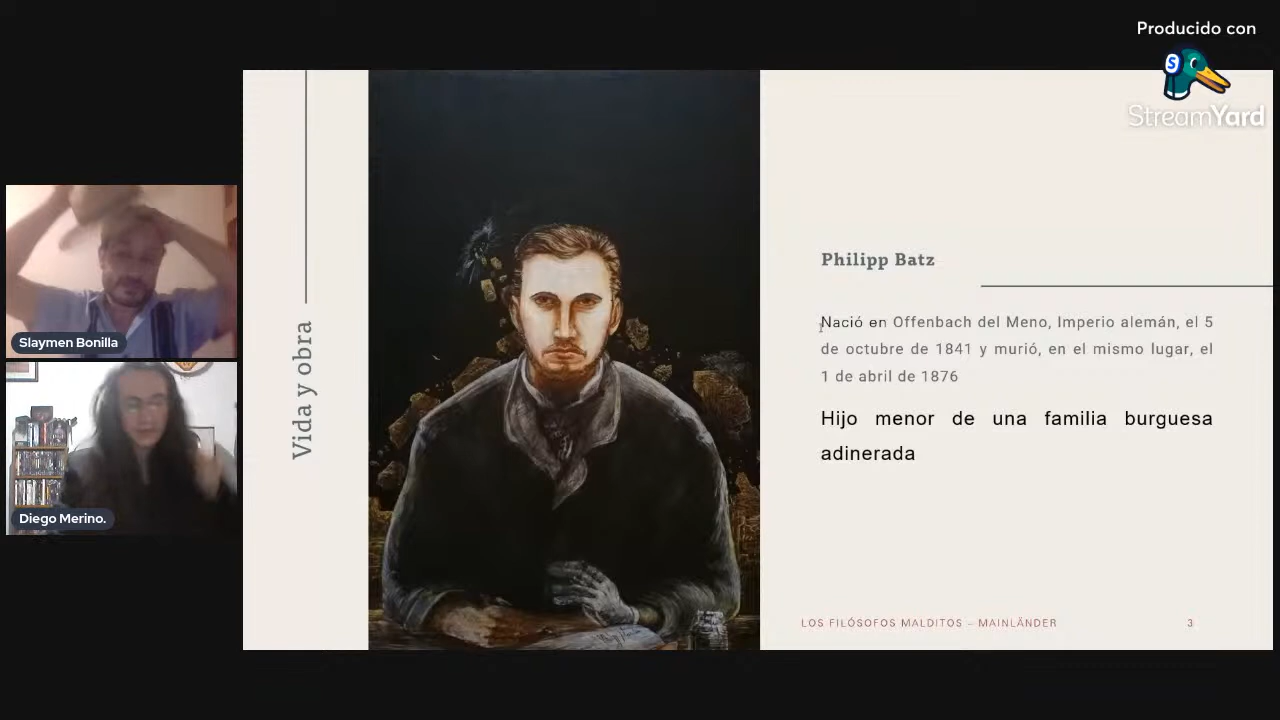 Producido con
StreamYard
Slaymen Bonilla
Diego Merino.
Vida y obra
Philipp Batz
Nació en Offenbach del Meno, Imperio alemán, el 5
de octubre de 1841 y murió, en el mismo lugar, el
1 de abril de 1876
Hijo menor de una familia burguesa
adinerada
LOS FILÓSOFOS MALDITOS – MAINLÄNDER 3